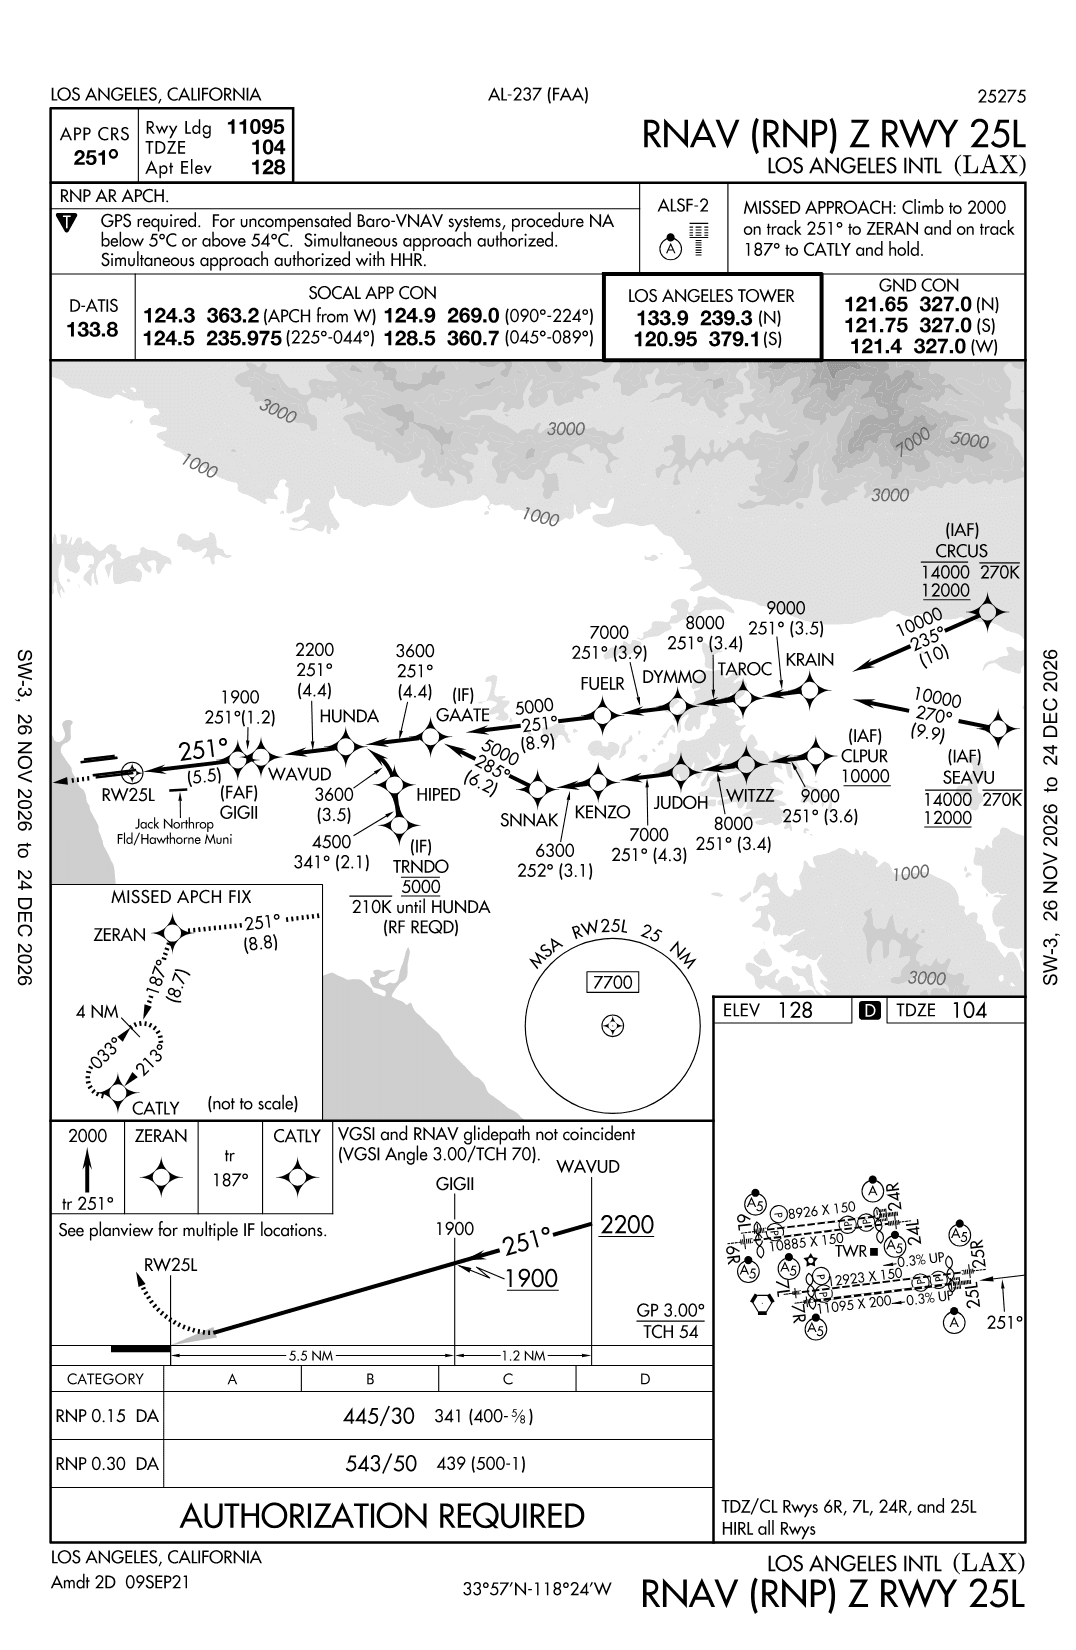 LOS ANGELES, CALIFORNIA
AL-237 (FAA)
25275
APP CRS
251°
Rwy Ldg 11095
TDZE 104
Apt Elev 128
RNAV (RNP) Z RWY 25L
LOS ANGELES INTL (LAX)
RNP AR APCH.
T
GPS required. For uncompensated Baro-VNAV systems, procedure NA
below 5°C or above 54°C. Simultaneous approach authorized.
Simultaneous approach authorized with HHR.
ALSF-2
A
MISSED APPROACH: Climb to 2000
on track 251° to ZERAN and on track
187° to CATLY and hold.
D-ATIS
133.8
SOCAL APP CON
124.3 363.2 (APCH from W) 124.9 269.0 (090°-224°)
124.5 235.975 (225°-044°) 128.5 360.7 (045°-089°)
LOS ANGELES TOWER
133.9 239.3 (N)
120.95 379.1 (S)
GND CON
121.65 327.0 (N)
121.75 327.0 (S)
121.4 327.0 (W)
3000
3000
7000
5000
1000
3000
1000
(IAF)
CRCUS
14000 270K
12000
10000
235°
(10)
9000
251° (3.5)
8000
251° (3.4)
7000
251° (3.9)
KRAIN
TAROC
DYMMO
FUELR
2200
251°
(4.4)
3600
251°
(4.4)
(IF)
GAATE
5000
251°
(8.9)
10000
270°
(9.9)
1900
251°(1.2)
HUNDA
251°
(5.5)
WAVUD
(FAF)
GIGII
RW25L
Jack Northrop
Fld/Hawthorne Muni
5000
285°
(6.2)
(IAF)
CLPUR
10000
(IAF)
SEAVU
14000 270K
12000
3600
(3.5)
HIPED
4500
341° (2.1)
(IF)
TRNDO
5000
210K until HUNDA
(RF REQD)
SNNAK
KENZO
JUDOH
WITZZ
6300
252° (3.1)
7000
251° (4.3)
8000
251° (3.4)
9000
251° (3.6)
1000
3000
MISSED APCH FIX
ZERAN
251°
(8.8)
187°
(8.7)
4 NM
033°
213°
CATLY
(not to scale)
MSA RW25L 25 NM
7700
ELEV 128
D
TDZE 104
2000
tr 251°
ZERAN
tr
187°
CATLY
VGSI and RNAV glidepath not coincident
(VGSI Angle 3.00/TCH 70).
See planview for multiple IF locations.
WAVUD
GIGII
1900
251°
2200
1900
RW25L
GP 3.00°
TCH 54
5.5 NM
1.2 NM
CATEGORY A B C D
RNP 0.15 DA 445/30 341 (400-⅝)
RNP 0.30 DA 543/50 439 (500-1)
AUTHORIZATION REQUIRED
A5
A
6L
P
8926 X 150
24R
6R
10885 X 150
24L
A5
TWR
A5
25R
A5
A5
0.3% UP
7L
P
12923 X 150
25L
7R
11095 X 200
0.3% UP
A5
A
251°
TDZ/CL Rwys 6R, 7L, 24R, and 25L
HIRL all Rwys
LOS ANGELES, CALIFORNIA
Amdt 2D 09SEP21
33°57'N-118°24'W
LOS ANGELES INTL (LAX)
RNAV (RNP) Z RWY 25L
SW-3, 26 NOV 2026 to 24 DEC 2026
SW-3, 26 NOV 2026 to 24 DEC 2026